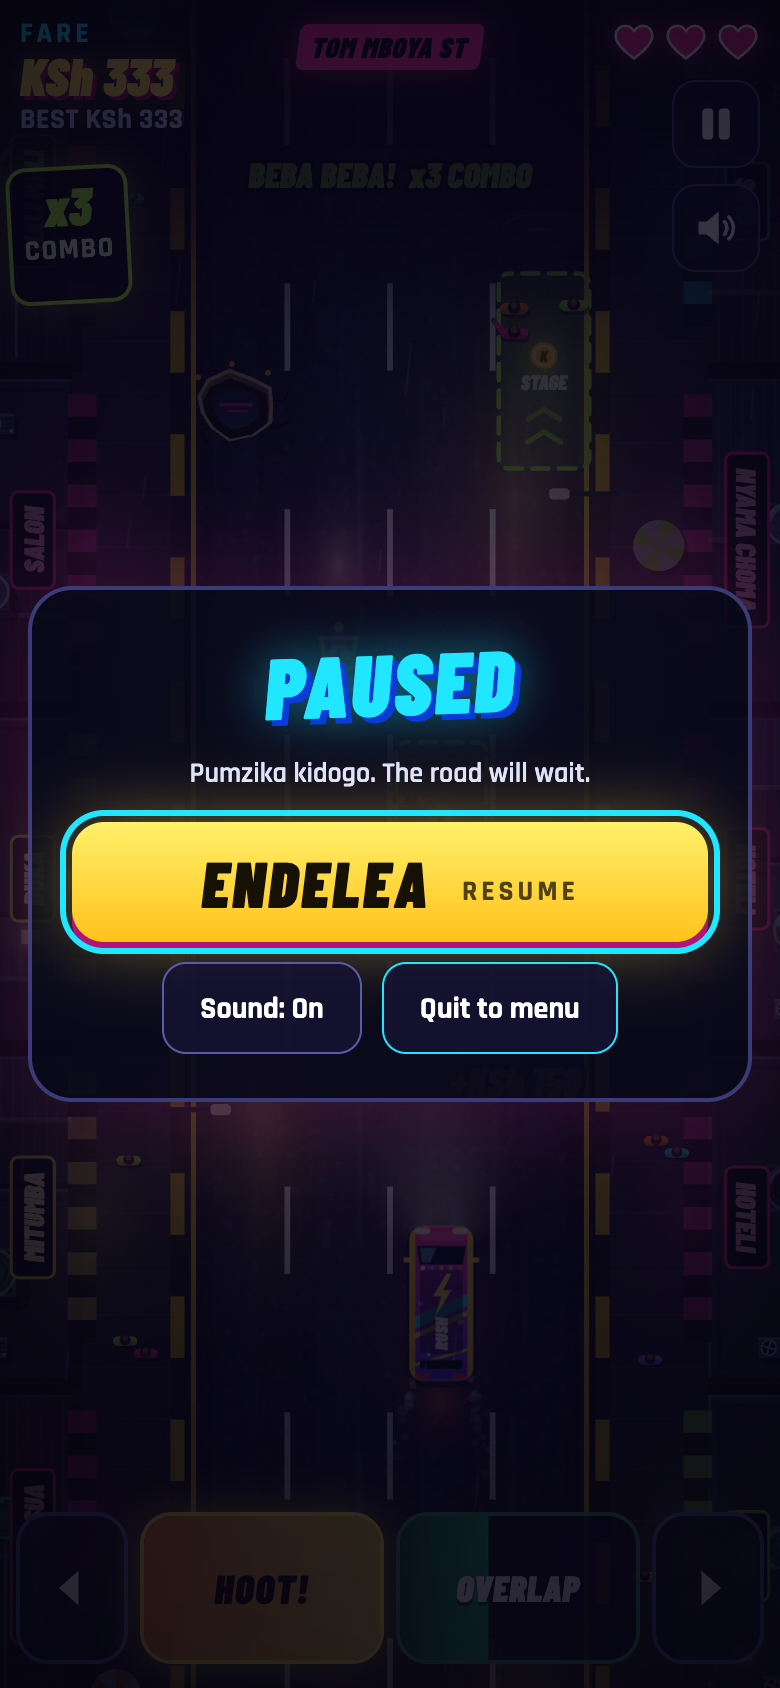 FARE
KSh 333
BEST KSh 333
TOM MBOYA ST
x3
COMBO
BEBA BEBA! x3 COMBO
K
STAGE
SALON
NYAMA CHOMA
PAUSED
Pumzika kidogo. The road will wait.
ENDELEA RESUME
Sound: On
Quit to menu
MITUMBA
HOTELI
RUSH
HOOT!
OVERLAP